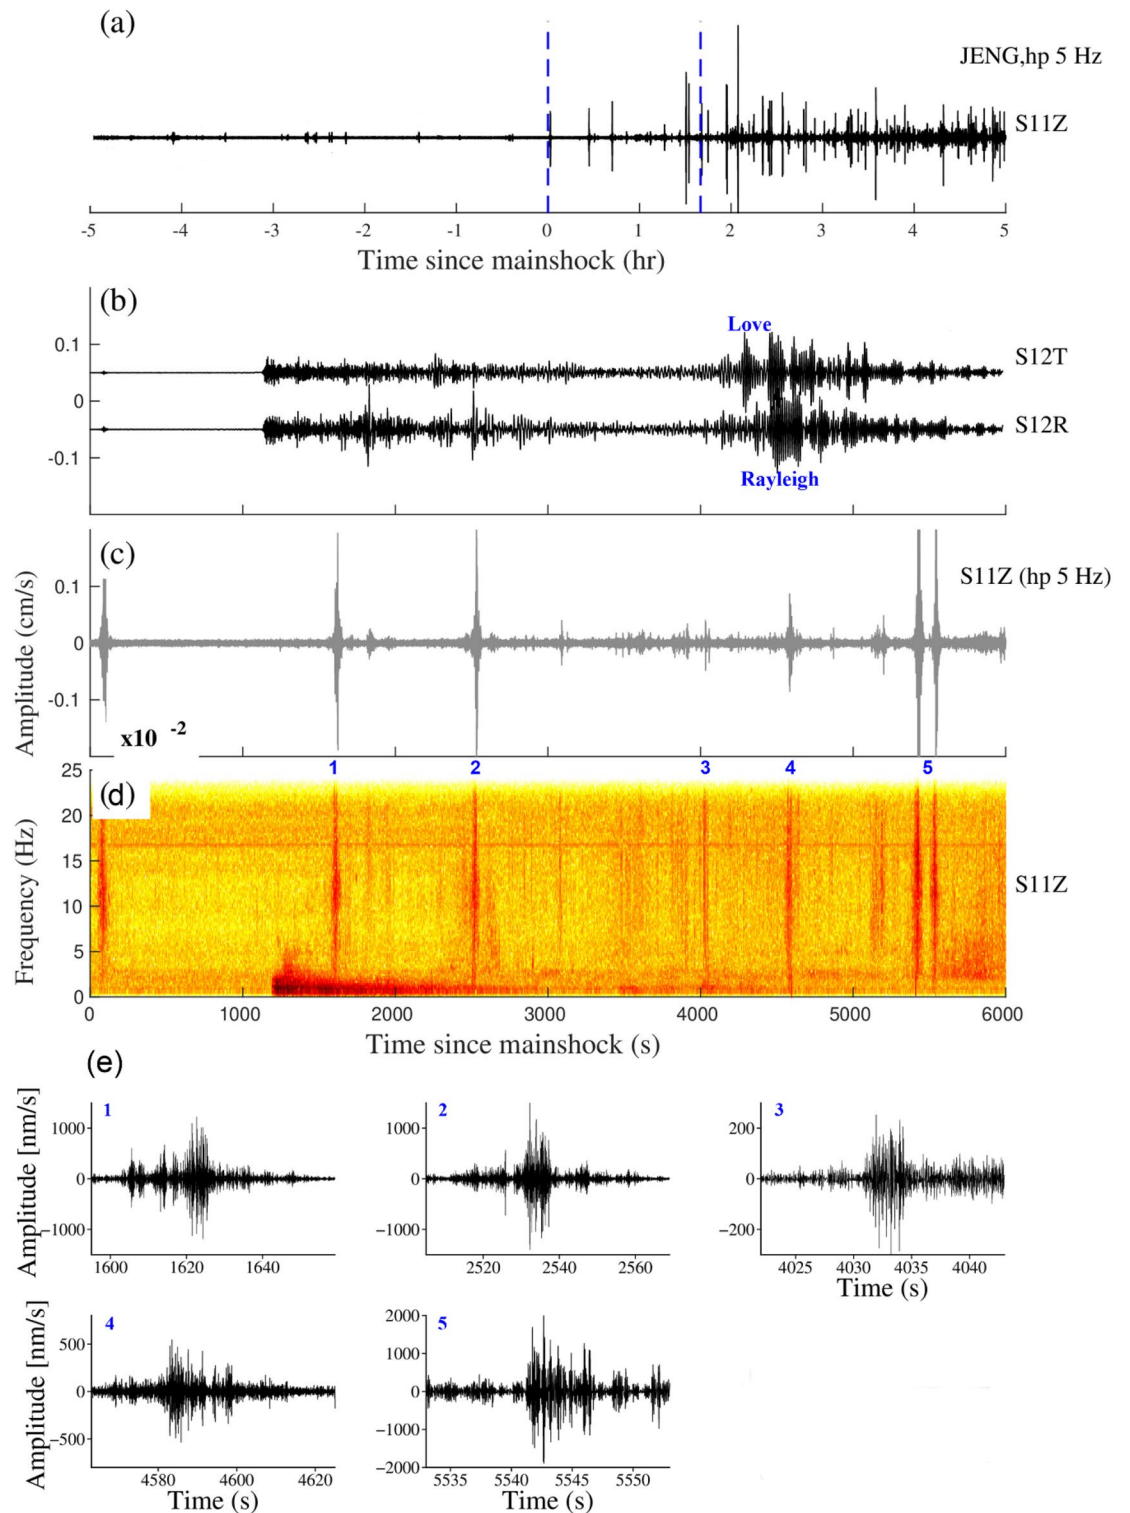 (a)
JENG,hp 5 Hz
S11Z
-5 -4 -3 -2 -1 0 1 2 3 4 5
Time since mainshock (hr)
(b)
Love
0.1
S12T
0
S12R
-0.1
Rayleigh
(c)
S11Z (hp 5 Hz)
0.1
0
-0.1
Amplitude (cm/s)
x10 -2
1 2 3 4 5
(d)
25
20
15
10
5
0
Frequency (Hz)
S11Z
0 1000 2000 3000 4000 5000 6000
Time since mainshock (s)
(e)
Amplitude [nm/s]
1
1000
0
−1000
1600 1620 1640
2
1000
0
−1000
2520 2540 2560
3
200
0
−200
4025 4030 4035 4040
Time (s)
Amplitude [nm/s]
4
500
0
−500
4580 4600 4620
Time (s)
5
2000
1000
0
−1000
−2000
5535 5540 5545 5550
Time (s)